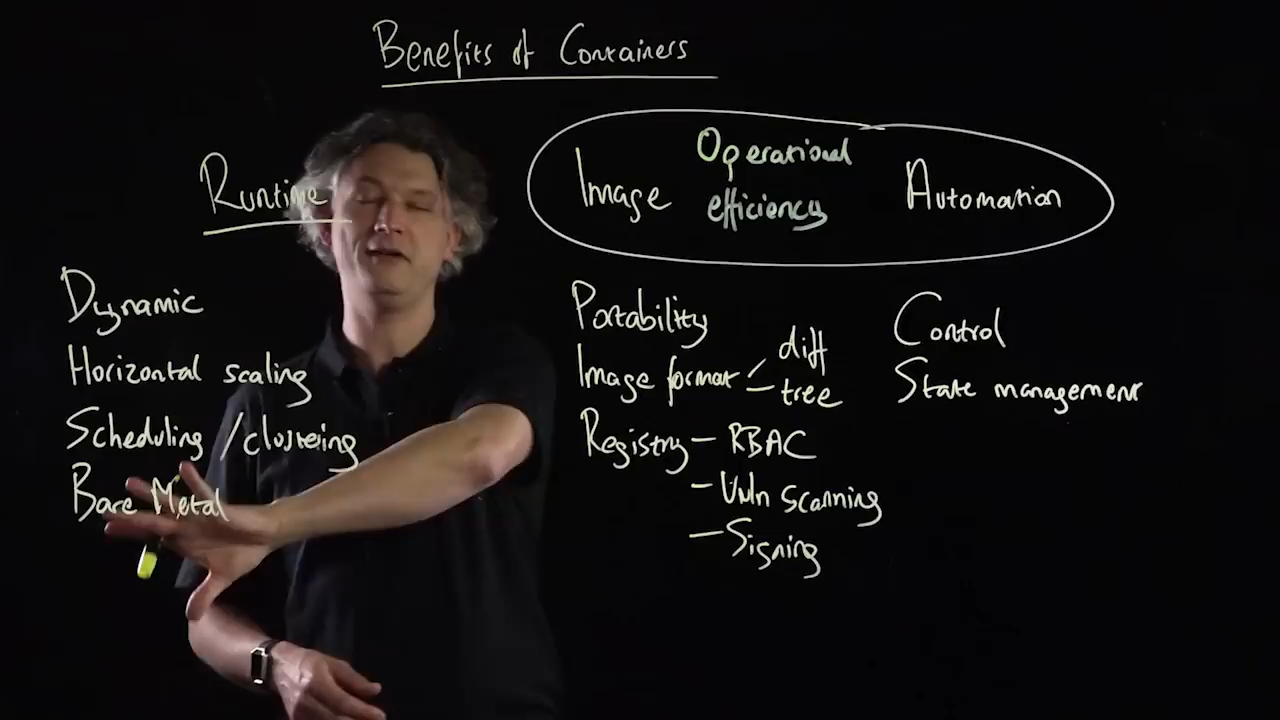 Benefits of Containers
Runtime
Dynamic
Horizontal scaling
Scheduling /clustering
Bare Metal
Image
Operational
efficiency
Automation
Portability
Image format < diff
- tree
Registry - RBAC
- Vuln scanning
- Signing
Control
State management